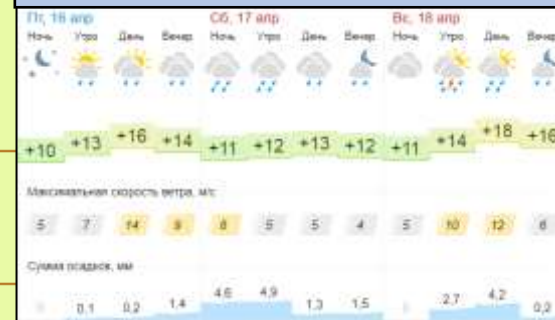 Пт, 16 апр Сб, 17 апр Вс, 18 апр
Ночь Утро День Вечер Ночь Утро День Вечер Ночь Утро День Вечер
+10 +13 +16 +14 +11 +12 +13 +12 +11 +14 +18 +16
Максимальная скорость ветра, м/с
5 7 14 9 8 5 5 4 5 10 12 6
Сумма осадков, мм
0,1 0,2 1,4 4,6 4,9 1,3 1,5 2,7 4,2 0,2